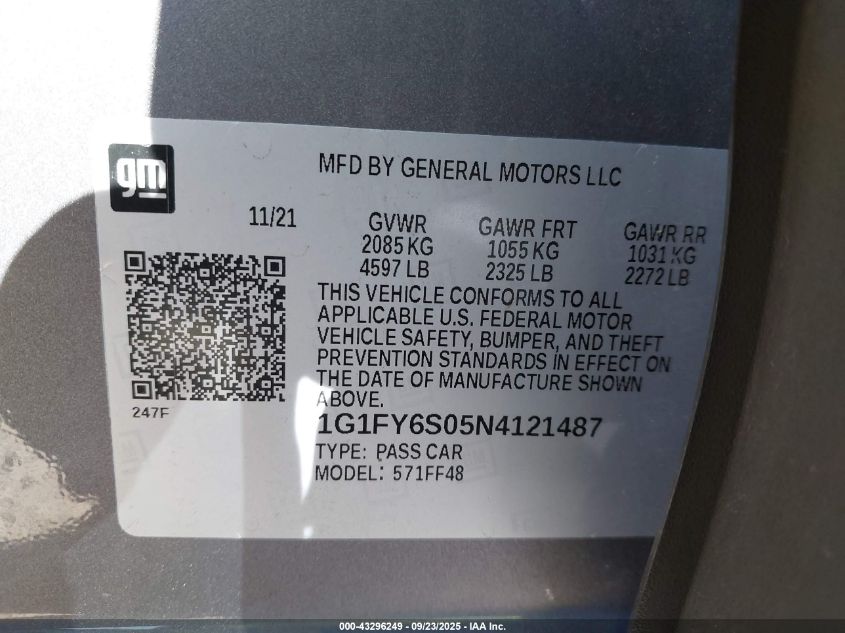 gm
MFD BY GENERAL MOTORS LLC
11/21 GVWR GAWR FRT GAWR RR
2085 KG 1055 KG 1031 KG
4597 LB 2325 LB 2272 LB
THIS VEHICLE CONFORMS TO ALL
APPLICABLE U.S. FEDERAL MOTOR
VEHICLE SAFETY, BUMPER, AND THEFT
PREVENTION STANDARDS IN EFFECT ON
THE DATE OF MANUFACTURE SHOWN
ABOVE.
247F
1G1FY6S05N4121487
TYPE: PASS CAR
MODEL: 571FF48
000-43296249 - 09/23/2025 - IAA Inc.